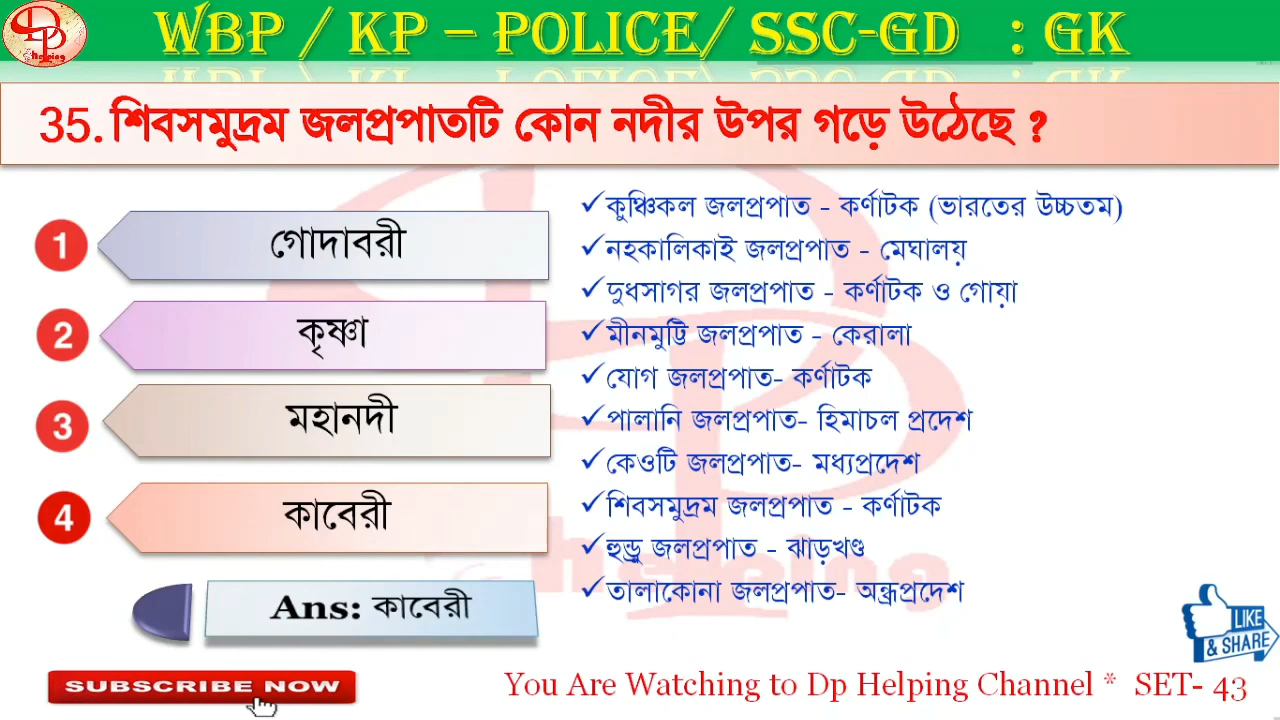 WBP / KP – POLICE/ SSC-GD : GK
35. শিবসমুদ্রম জলপ্রপাতটি কোন নদীর উপর গড়ে উঠেছে ?
1 গোদাবরী
2 কৃষ্ণা
3 মহানদী
4 কাবেরী
Ans: কাবেরী
✓কুঞ্চিকল জলপ্রপাত - কর্ণাটক (ভারতের উচ্চতম)
✓নহকালিকাই জলপ্রপাত - মেঘালয়
✓দুধসাগর জলপ্রপাত - কর্ণাটক ও গোয়া
✓মীনমুট্টি জলপ্রপাত - কেরালা
✓যোগ জলপ্রপাত- কর্ণাটক
✓পালানি জলপ্রপাত- হিমাচল প্রদেশ
✓কেওটি জলপ্রপাত- মধ্যপ্রদেশ
✓শিবসমুদ্রম জলপ্রপাত - কর্ণাটক
✓হুন্ড্রু জলপ্রপাত - ঝাড়খণ্ড
✓তালাকোনা জলপ্রপাত- অন্ধ্রপ্রদেশ
LIKE
& SHARE
SUBSCRIBE NOW
You Are Watching to Dp Helping Channel * SET- 43
DP
helping